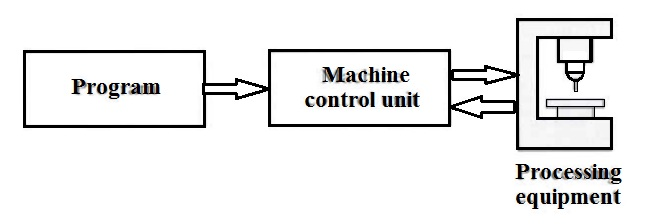 Program
Machine
control unit
Processing
equipment